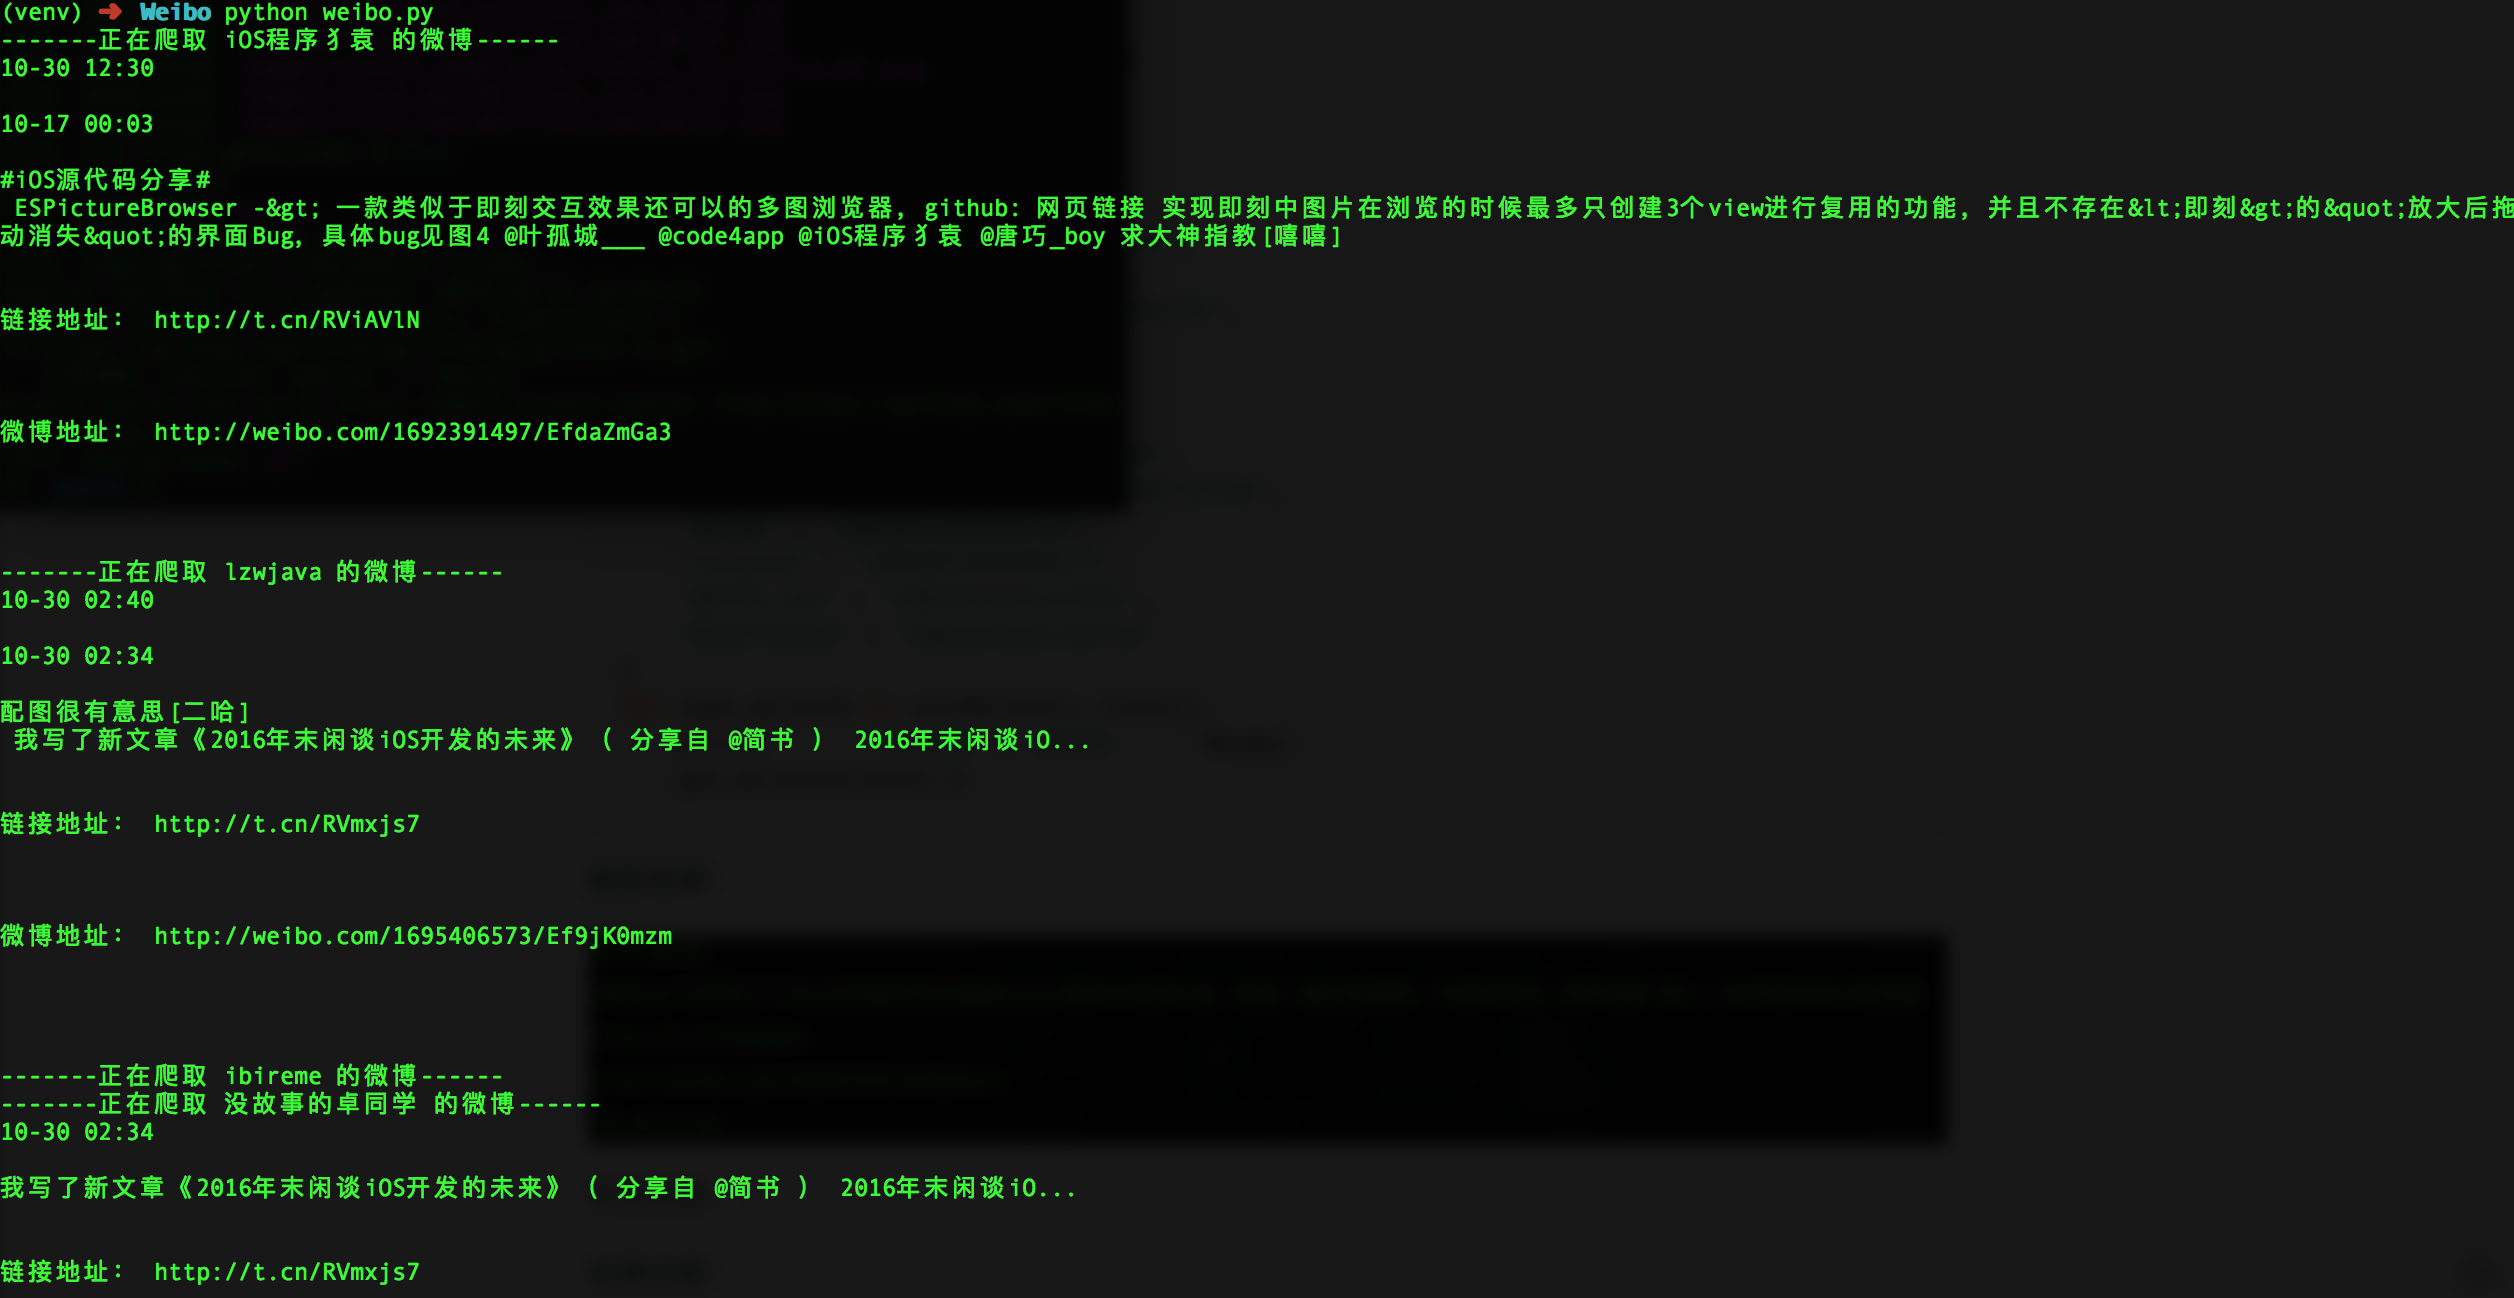 (venv) ➜ Weibo python weibo.py
-------正在爬取 iOS程序犭袁 的微博------
10-30 12:30
10-17 00:03
#iOS源代码分享#
ESPictureBrowser -&gt; 一款类似于即刻交互效果还可以的多图浏览器, github: 网页链接 实现即刻中图片在浏览的时候最多只创建3个view进行复用的功能, 并且不存在&lt;即刻&gt;的&quot;放大后拖
动消失&quot;的界面Bug, 具体bug见图4 @叶孤城___ @code4app @iOS程序犭袁 @唐巧_boy 求大神指教[嘻嘻]
链接地址: http://t.cn/RViAVlN
微博地址: http://weibo.com/1692391497/EfdaZmGa3
-------正在爬取 lzwjava 的微博------
10-30 02:40
10-30 02:34
配图很有意思[二哈]
我写了新文章《2016年末闲谈iOS开发的未来》 ( 分享自 @简书 ) 2016年末闲谈iO...
链接地址: http://t.cn/RVmxjs7
微博地址: http://weibo.com/1695406573/Ef9jK0mzm
-------正在爬取 ibireme 的微博------
-------正在爬取 没故事的卓同学 的微博------
10-30 02:34
我写了新文章《2016年末闲谈iOS开发的未来》 ( 分享自 @简书 ) 2016年末闲谈iO...
链接地址: http://t.cn/RVmxjs7